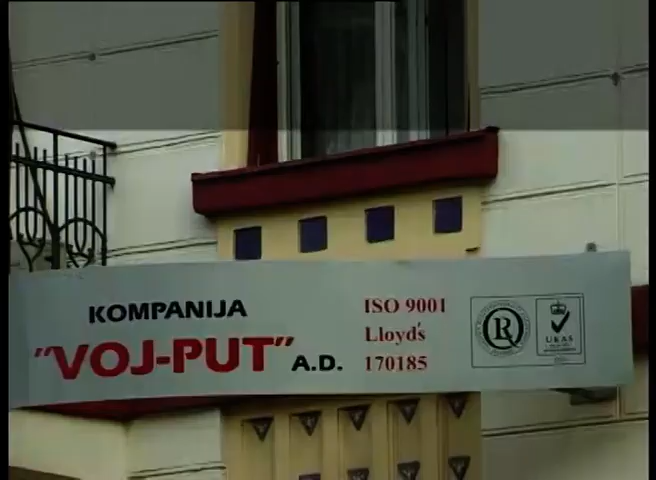 KOMPANIJA
"VOJ-PUT" A.D.
ISO 9001
Lloyd's
170185
R
UKAS